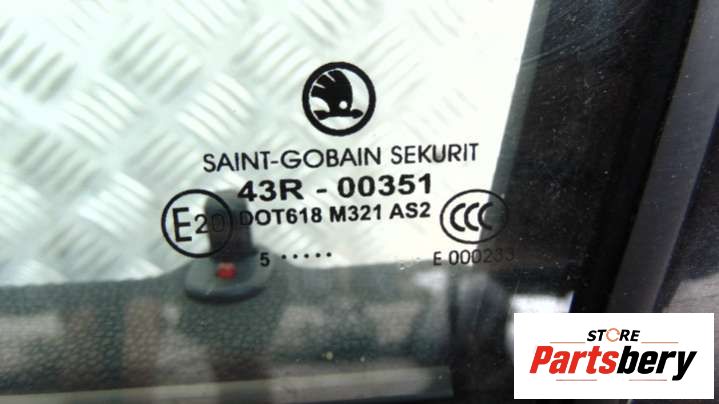 SAINT-GOBAIN SEKURIT
43R - 00351
E20
DOT618 M321 AS2
CCC
5 ·····
E 000233
STORE
Partsbery